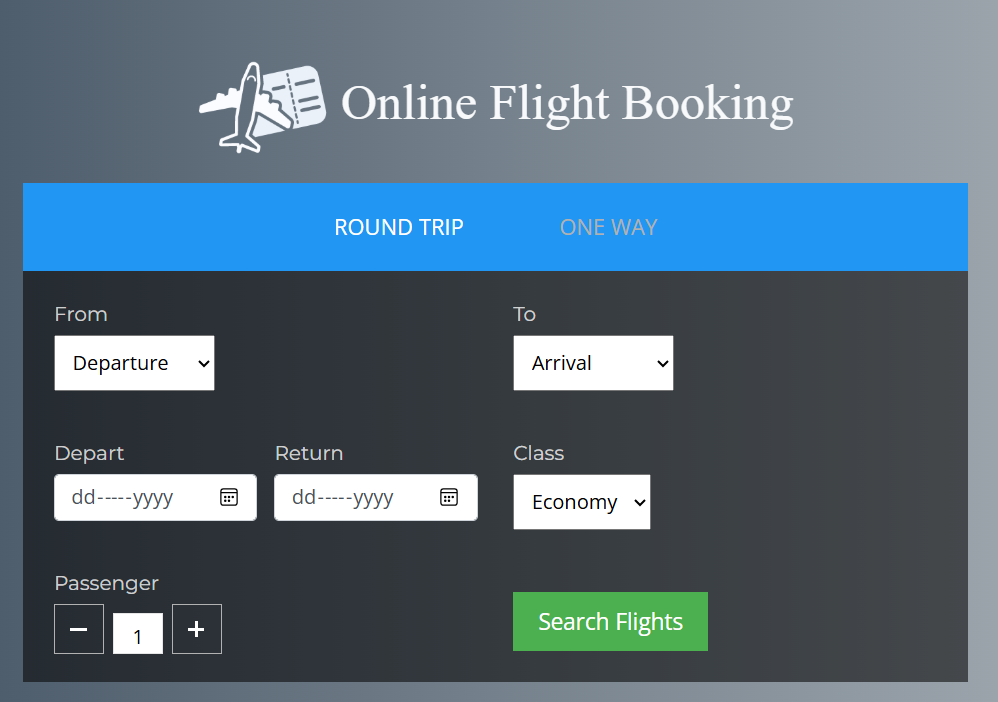 Online Flight Booking
ROUND TRIP ONE WAY
From To
Departure Arrival
Depart Return Class
dd-----yyyy dd-----yyyy Economy
Passenger
− 1 + Search Flights